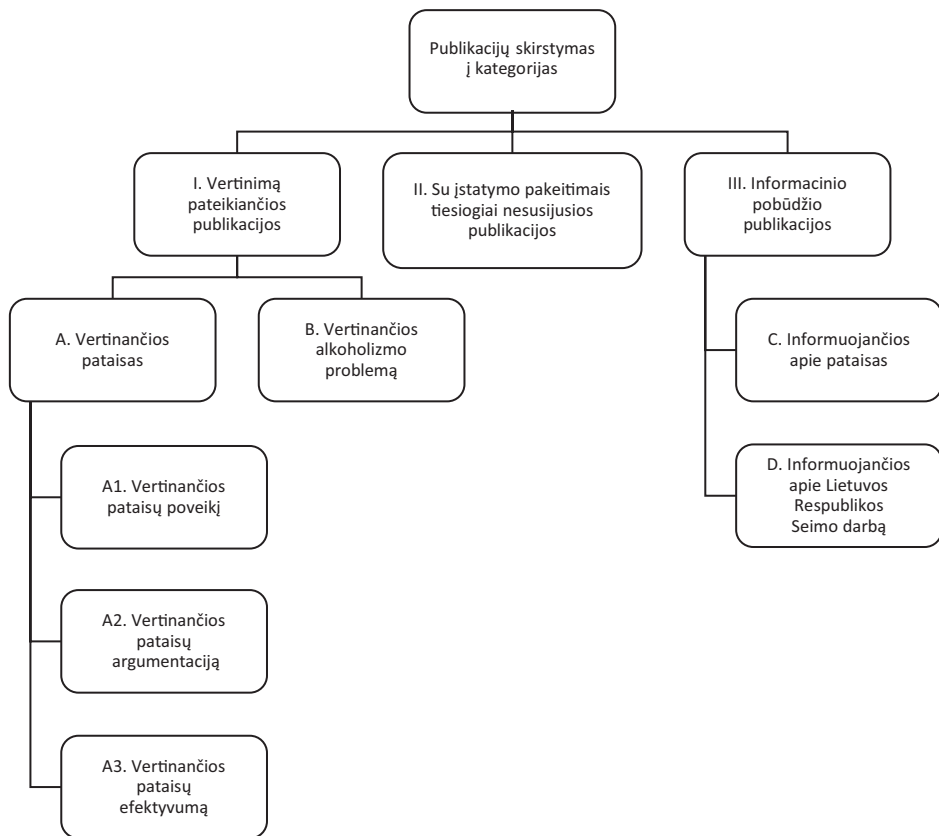 Publikacijų skirstymas
į kategorijas
I. Vertinimą
pateikiančios
publikacijos
II. Su įstatymo pakeitimais
tiesiogiai nesusijusios
publikacijos
III. Informacinio
pobūdžio
publikacijos
A. Vertinančios
pataisas
B. Vertinančios
alkoholizmo
problemą
C. Informuojančios
apie pataisas
A1. Vertinančios
pataisų poveikį
D. Informuojančios
apie Lietuvos
Respublikos
Seimo darbą
A2. Vertinančios
pataisų
argumentaciją
A3. Vertinančios
pataisų
efektyvumą